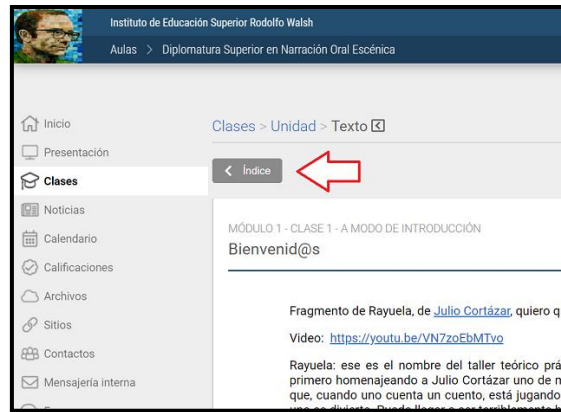 Instituto de Educación Superior Rodolfo Walsh
Aulas > Diplomatura Superior en Narración Oral Escénica
Inicio
Presentación
Clases
Noticias
Calendario
Calificaciones
Archivos
Sitios
Contactos
Mensajería interna
Clases > Unidad > Texto
Índice
MÓDULO 1 - CLASE 1 - A MODO DE INTRODUCCIÓN
Bienvenid@s
Fragmento de Rayuela, de Julio Cortázar, quiero q
Video: https://youtu.be/VN7zoEbMTvo
Rayuela: ese es el nombre del taller teórico prá
primero homenajeando a Julio Cortázar uno de m
que, cuando uno cuenta un cuento, está jugando